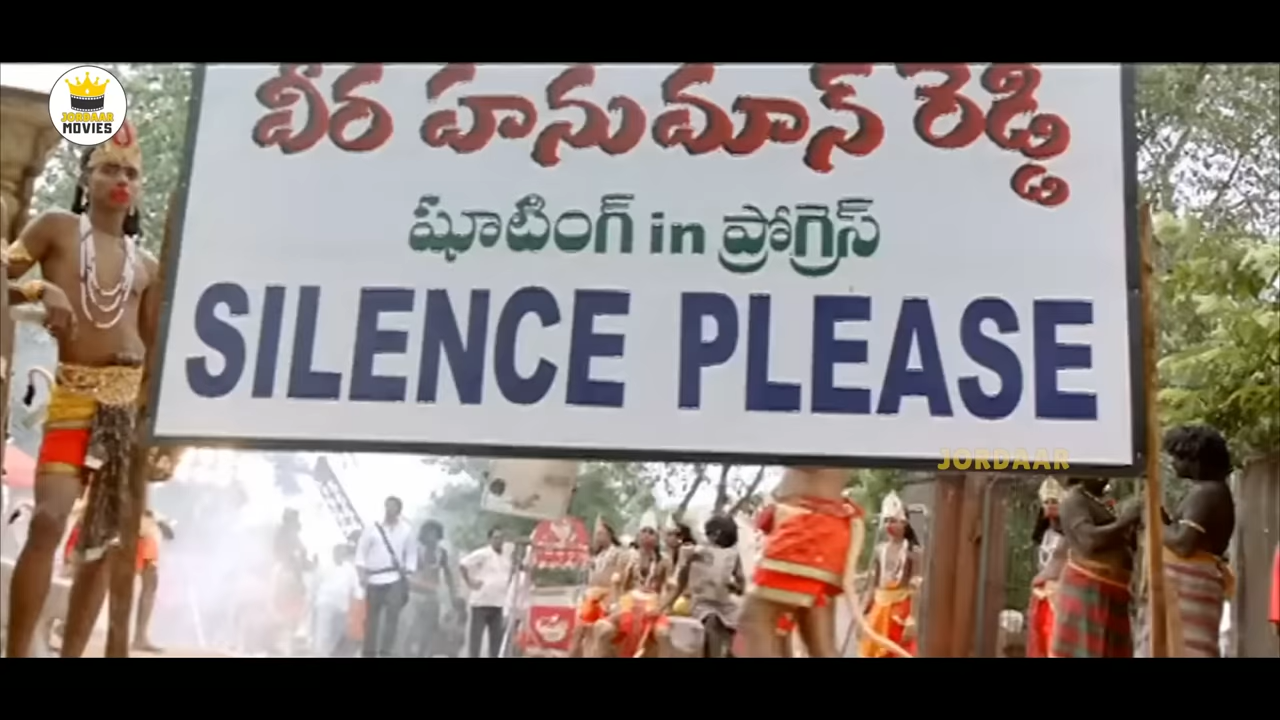 JORDAAR
MOVIES
వీర హనుమాన్ రెడ్డి
షూటింగ్ in ప్రోగ్రెస్
SILENCE PLEASE
JORDAAR